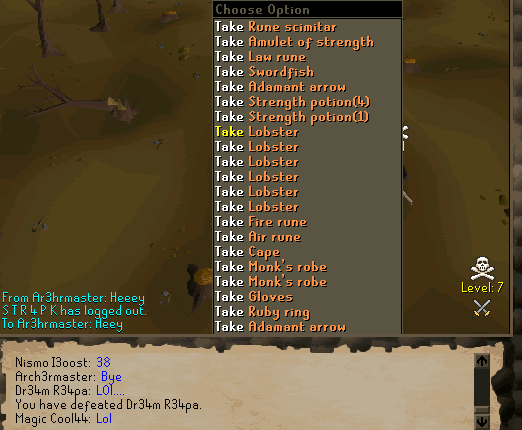 Choose Option
Take Rune scimitar
Take Amulet of strength
Take Law rune
Take Swordfish
Take Adamant arrow
Take Strength potion(4)
Take Strength potion(1)
Take Lobster
Take Lobster
Take Lobster
Take Lobster
Take Lobster
Take Lobster
Take Fire rune
Take Air rune
Take Cape
Take Monk's robe
Take Monk's robe
Take Gloves
Take Ruby ring
Take Adamant arrow
Level: 7
From Ar3hrmaster: Heeey
S T R 4 P K has logged out.
To Ar3hrmaster: Heey
Nismo I3oost: 38
Arch3rmaster: Bye
Dr34m R34pa: LOl....
You have defeated Dr34m R34pa.
Magic Cool44: Lol